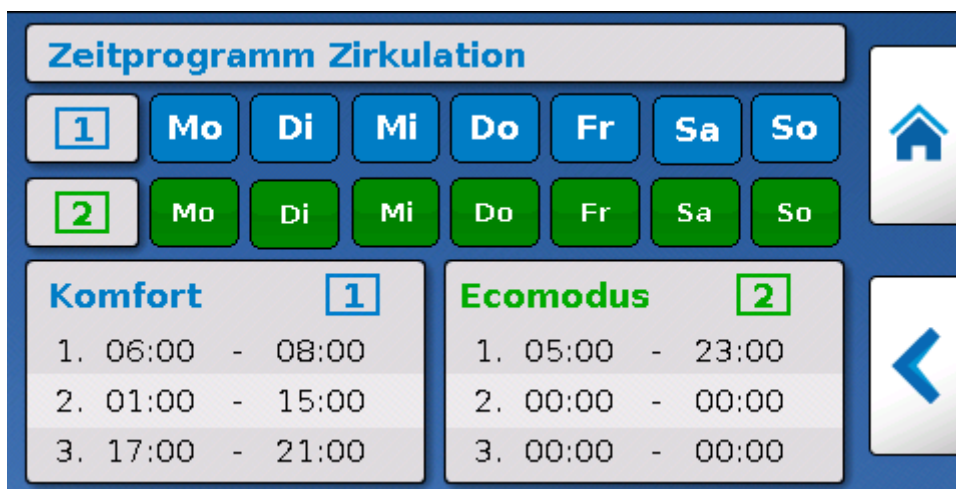 Zeitprogramm Zirkulation
1 Mo Di Mi Do Fr Sa So
2 Mo Di Mi Do Fr Sa So
Komfort 1
1. 06:00 - 08:00
2. 01:00 - 15:00
3. 17:00 - 21:00
Ecomodus 2
1. 05:00 - 23:00
2. 00:00 - 00:00
3. 00:00 - 00:00